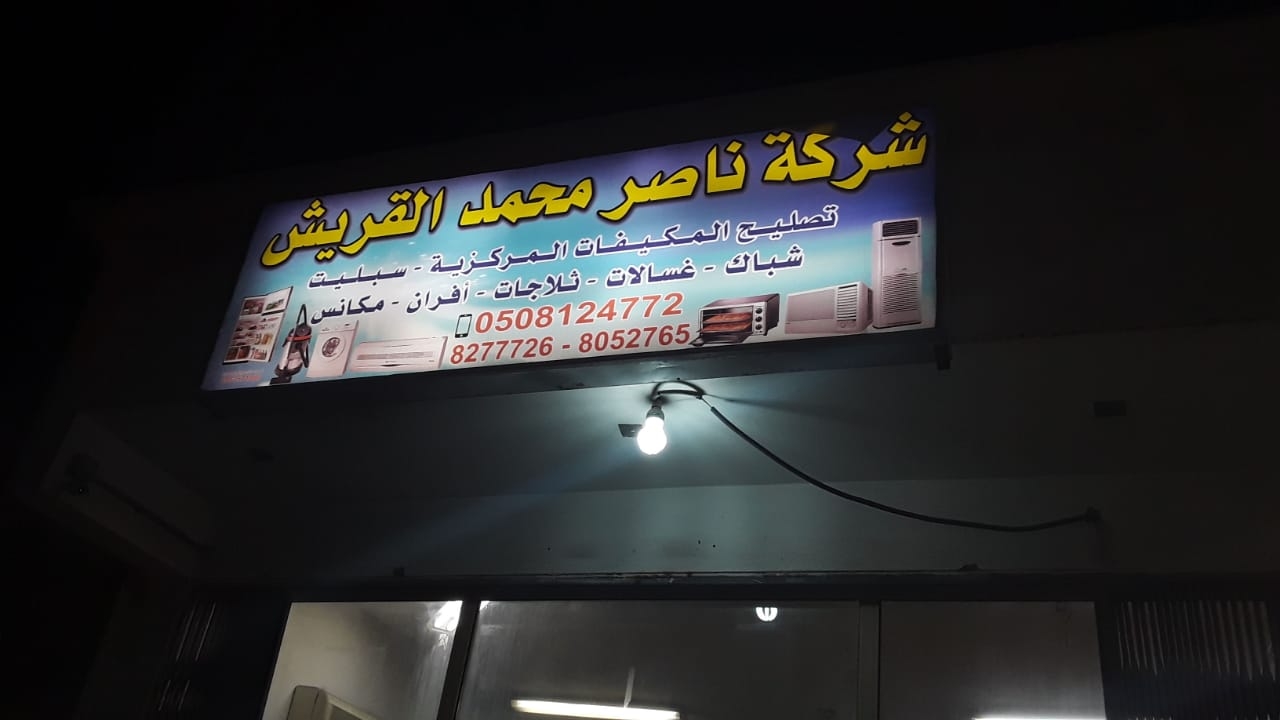 شركة ناصر محمد القريش
تصليح المكيفات المركزية - سبليت
شباك - غسالات - ثلاجات - أفران - مكانس
0508124772
8277726 - 8052765